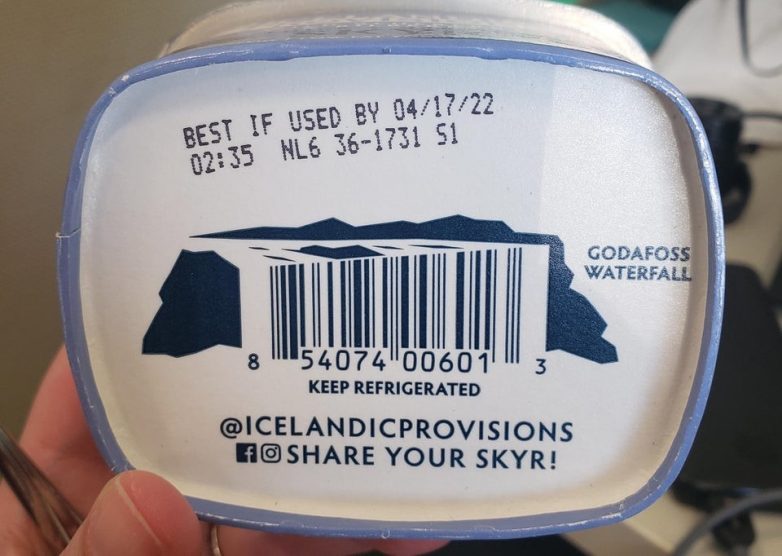 BEST IF USED BY 04/17/22
02:35 NL6 36-1731 S1
GODAFOSS
WATERFALL
8 54074 00601 3
KEEP REFRIGERATED
@ICELANDICPROVISIONS
SHARE YOUR SKYR!